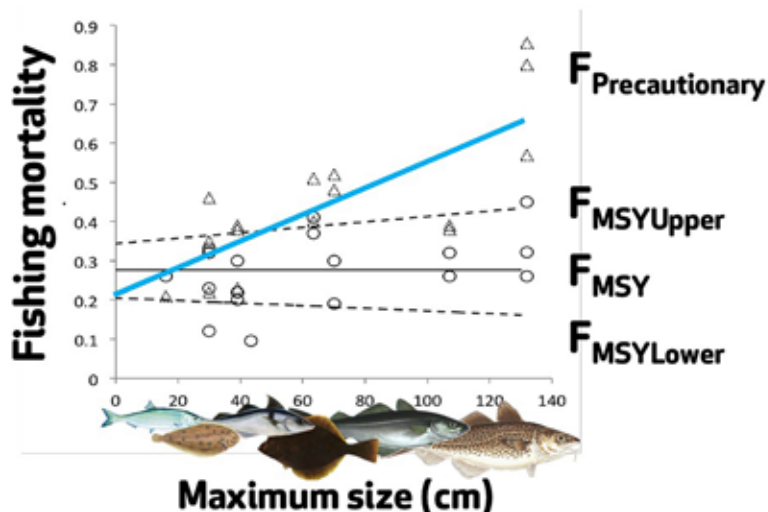 Fishing mortality
0.9
0.8
0.7
0.6
0.5
0.4
0.3
0.2
0.1
0
0 20 40 60 80 100 120 140
Maximum size (cm)
FPrecautionary
FMSYUpper
FMSY
FMSYLower